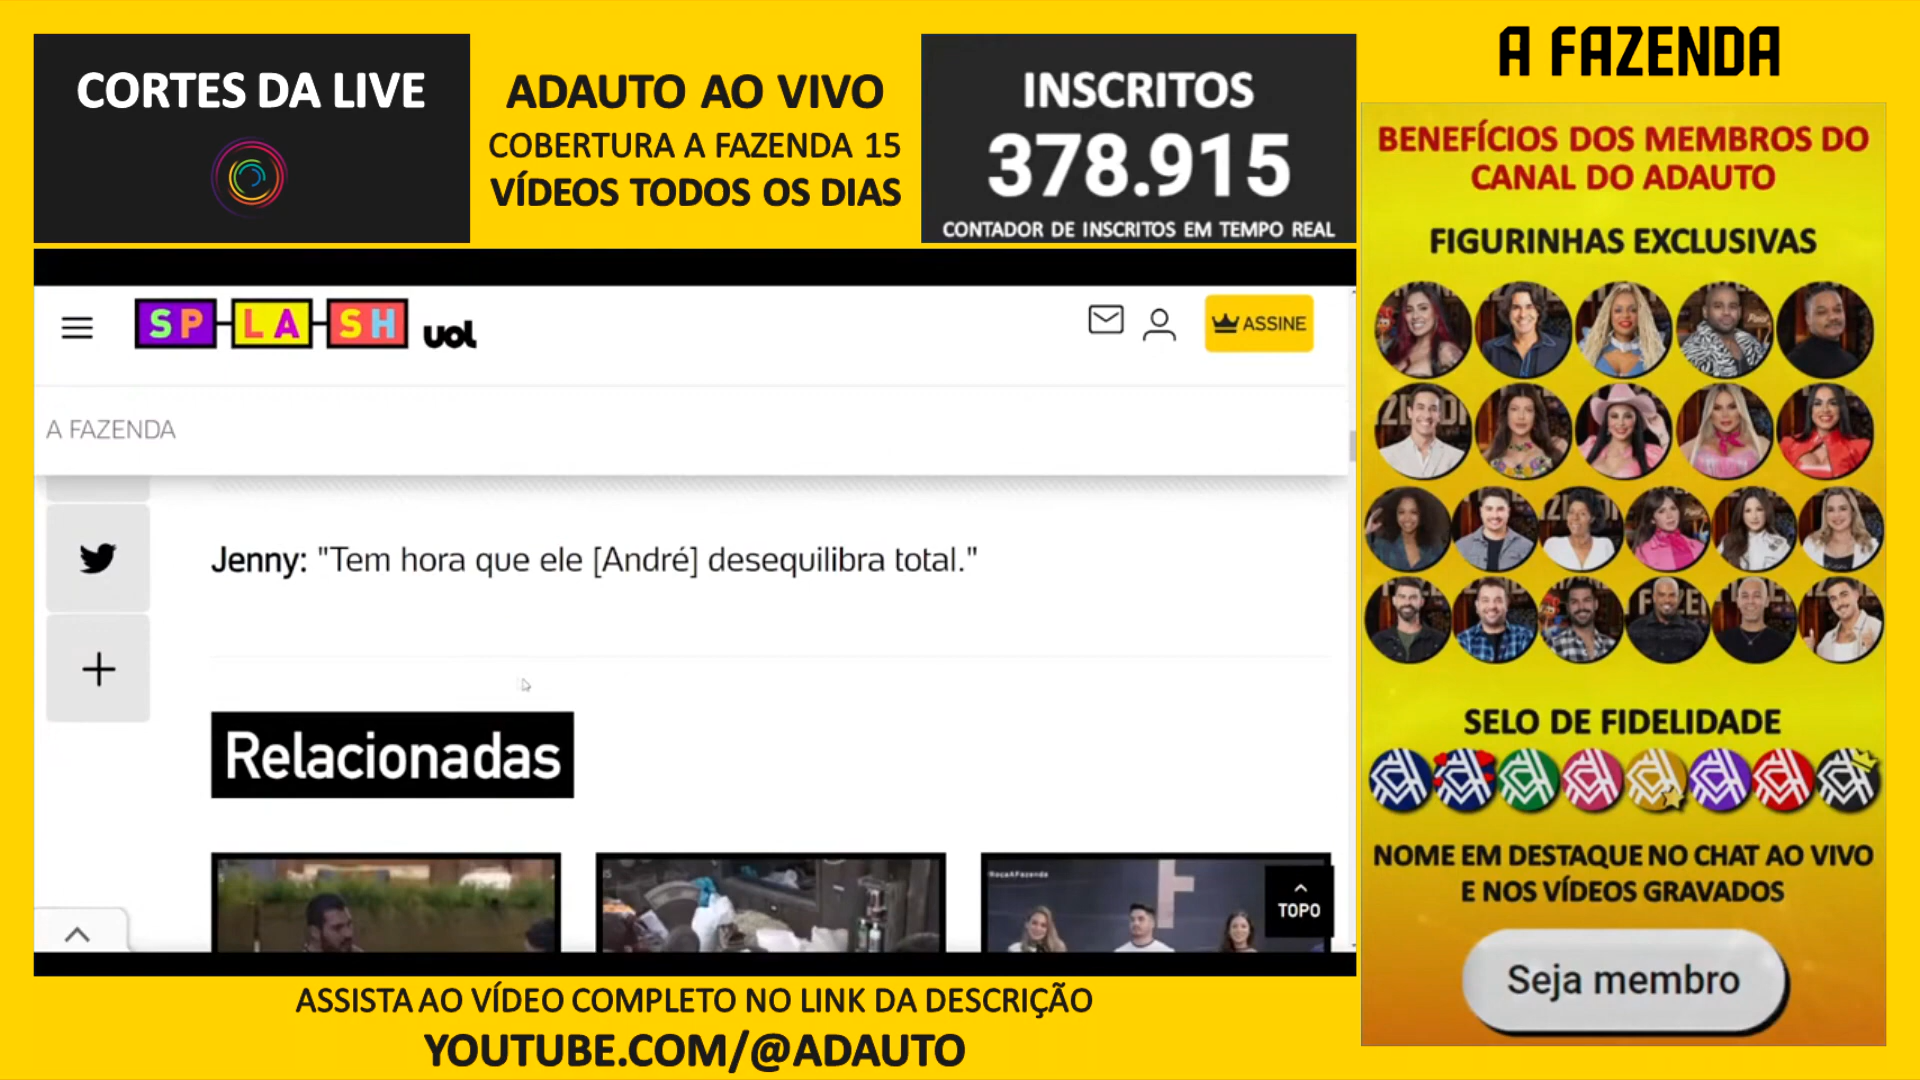 CORTES DA LIVE
ADAUTO AO VIVO
COBERTURA A FAZENDA 15
VÍDEOS TODOS OS DIAS
INSCRITOS
378.915
CONTADOR DE INSCRITOS EM TEMPO REAL
A FAZENDA
BENEFÍCIOS DOS MEMBROS DO
CANAL DO ADAUTO
FIGURINHAS EXCLUSIVAS
SELO DE FIDELIDADE
NOME EM DESTAQUE NO CHAT AO VIVO
E NOS VÍDEOS GRAVADOS
Seja membro
SPLASH uol
ASSINE
A FAZENDA
Jenny: "Tem hora que ele [André] desequilibra total."
Relacionadas
#RocaAFazenda
TOPO
ASSISTA AO VÍDEO COMPLETO NO LINK DA DESCRIÇÃO
YOUTUBE.COM/@ADAUTO